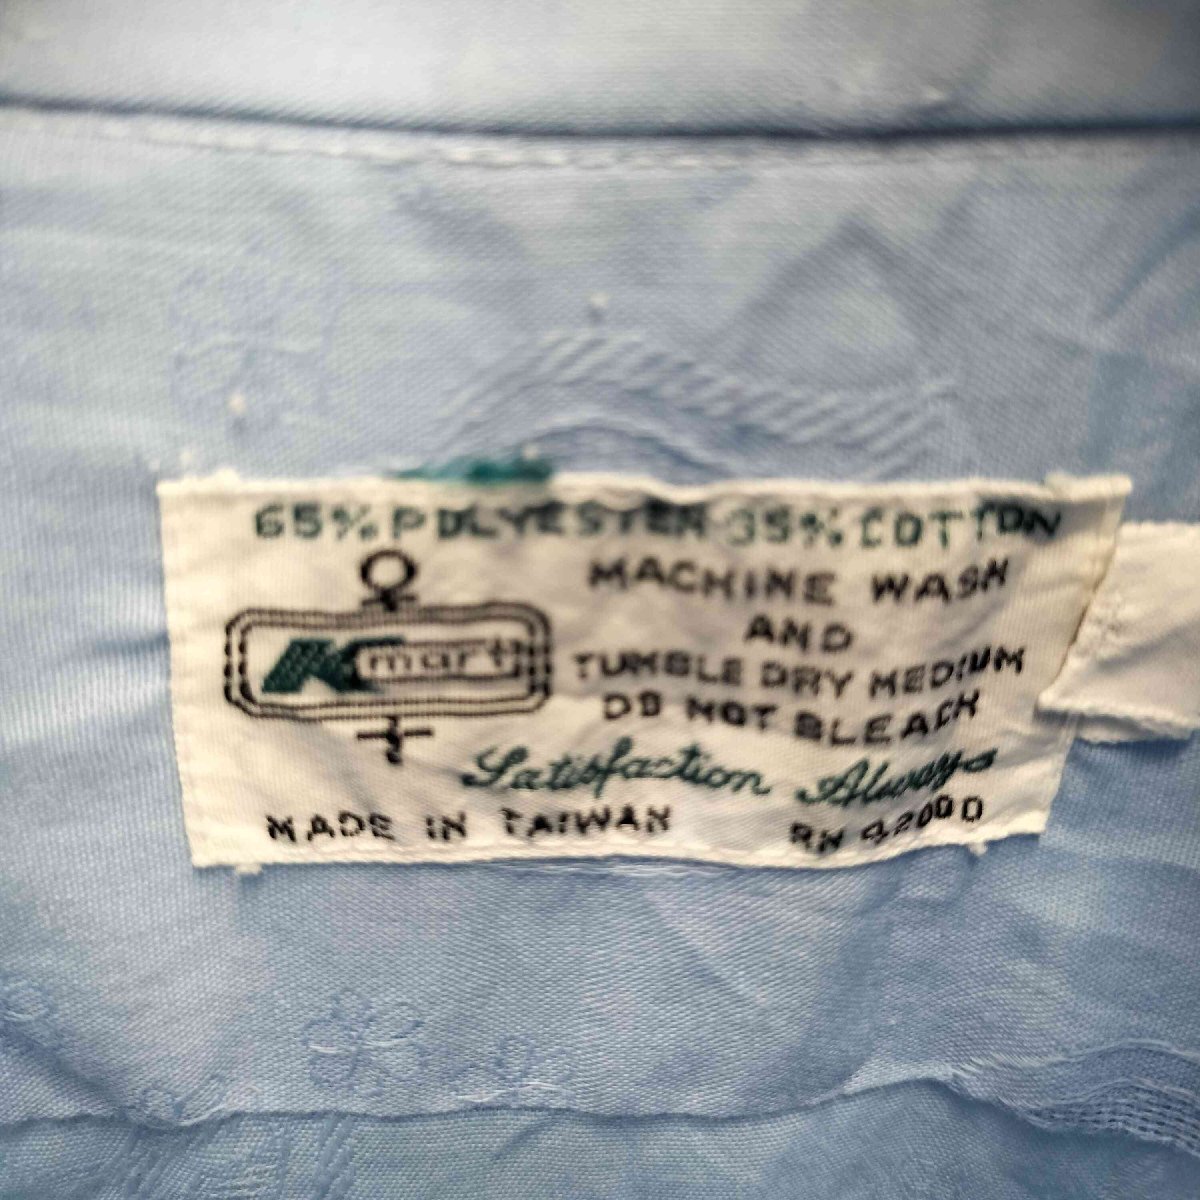 65% POLYESTER 35% COTTON
Kmart
MACHINE WASH
AND
TUMBLE DRY MEDIUM
DO NOT BLEACH
Satisfaction Always
MADE IN TAIWAN RN 42000